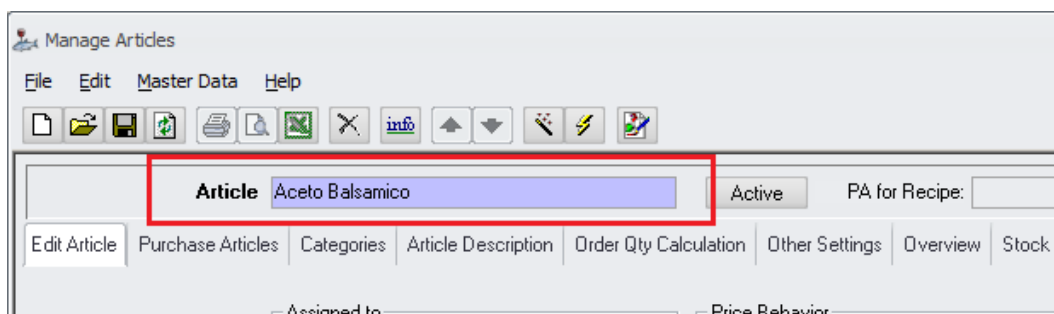 Manage Articles
File Edit Master Data Help
info
Article Aceto Balsamico Active PA for Recipe:
Edit Article Purchase Articles Categories Article Description Order Qty Calculation Other Settings Overview Stock
Assigned to Price Behavior